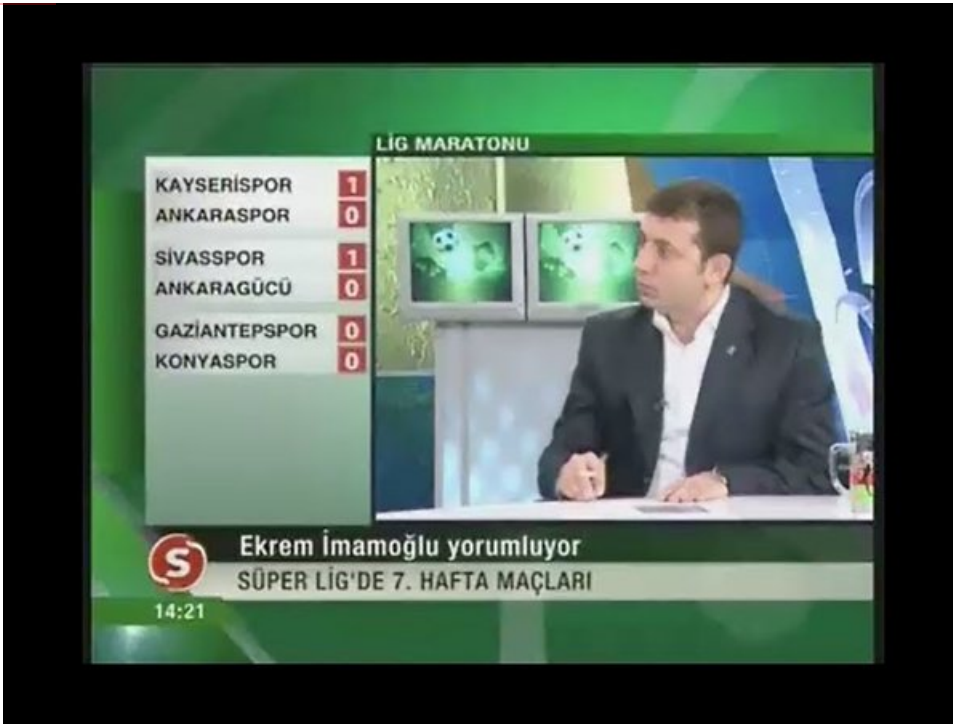 LİG MARATONU
KAYSERİSPOR 1
ANKARASPOR 0
SİVASSPOR 1
ANKARAGÜCÜ 0
GAZİANTEPSPOR 0
KONYASPOR 0
S
Ekrem İmamoğlu yorumluyor
SÜPER LİG'DE 7. HAFTA MAÇLARI
14:21